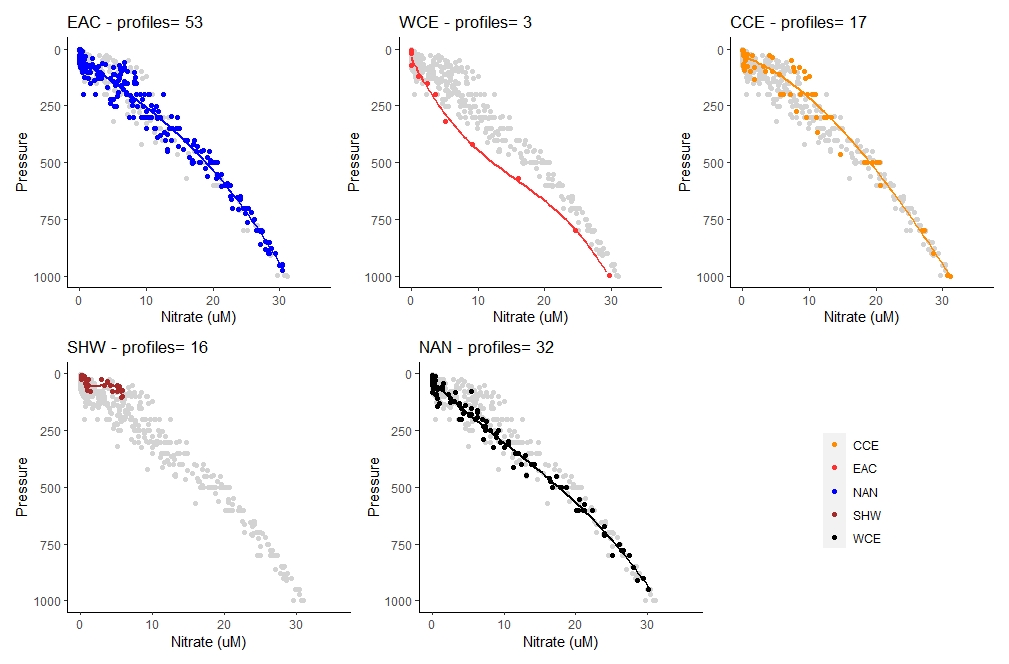 EAC - profiles= 53
WCE - profiles= 3
CCE - profiles= 17
0
250
500
750
1000
Pressure
0 10 20 30
Nitrate (uM)
0
250
500
750
1000
Pressure
0 10 20 30
Nitrate (uM)
0
250
500
750
1000
Pressure
0 10 20 30
Nitrate (uM)
SHW - profiles= 16
NAN - profiles= 32
0
250
500
750
1000
Pressure
0 10 20 30
Nitrate (uM)
0
250
500
750
1000
Pressure
0 10 20 30
Nitrate (uM)
CCE
EAC
NAN
SHW
WCE